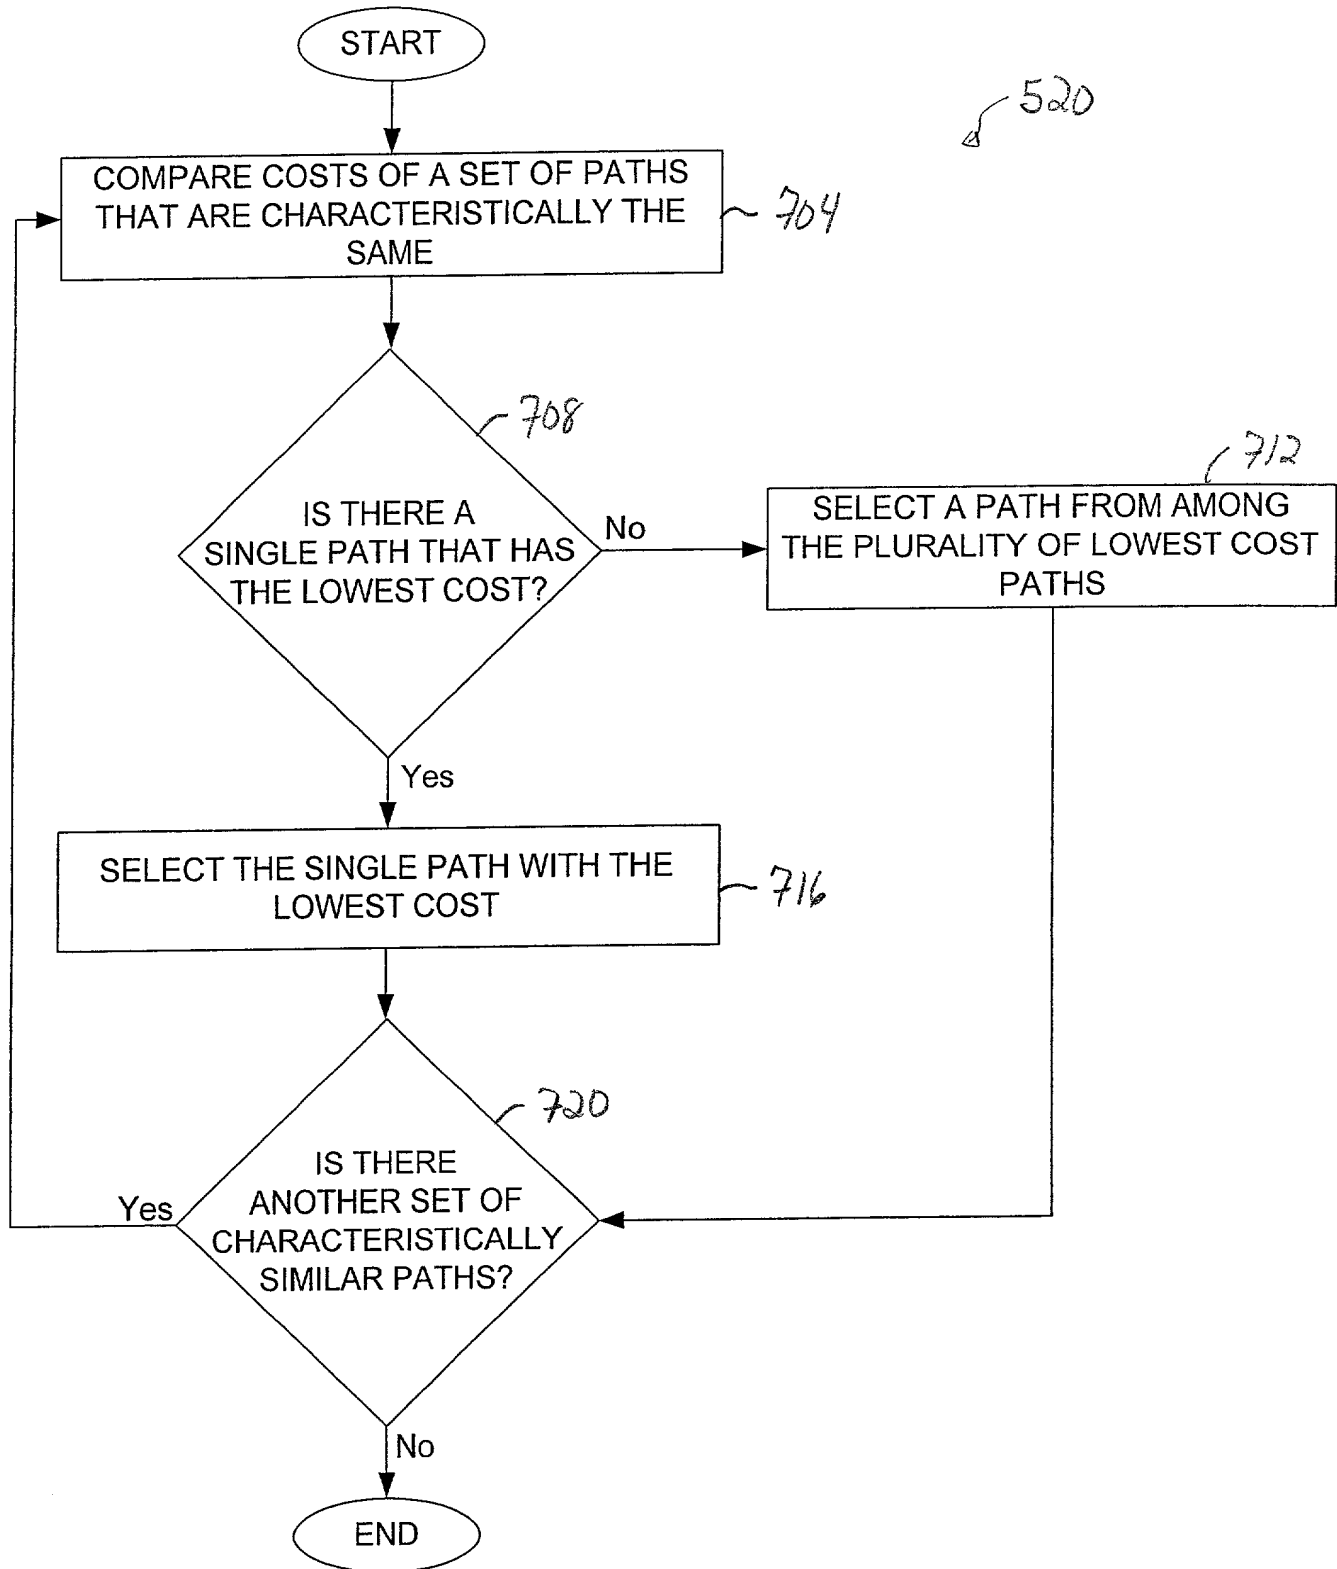 START
520
COMPARE COSTS OF A SET OF PATHS
THAT ARE CHARACTERISTICALLY THE
SAME
704
708
IS THERE A
SINGLE PATH THAT HAS
THE LOWEST COST?
No
712
SELECT A PATH FROM AMONG
THE PLURALITY OF LOWEST COST
PATHS
Yes
SELECT THE SINGLE PATH WITH THE
LOWEST COST
716
720
IS THERE
ANOTHER SET OF
CHARACTERISTICALLY
SIMILAR PATHS?
Yes
No
END